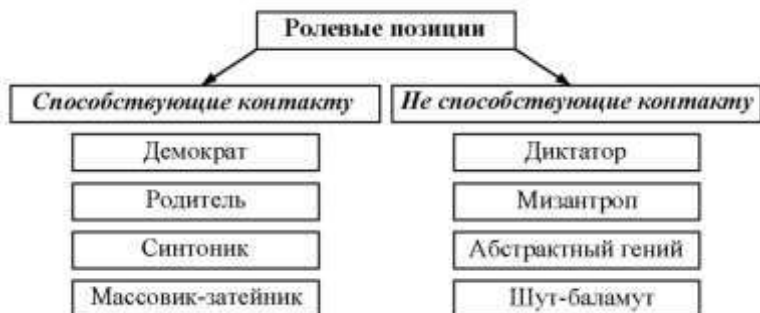 Ролевые позиции
Способствующие контакту
Не способствующие контакту
Демократ
Диктатор
Родитель
Мизантроп
Синтоник
Абстрактный гений
Массовик-затейник
Шут-баламут